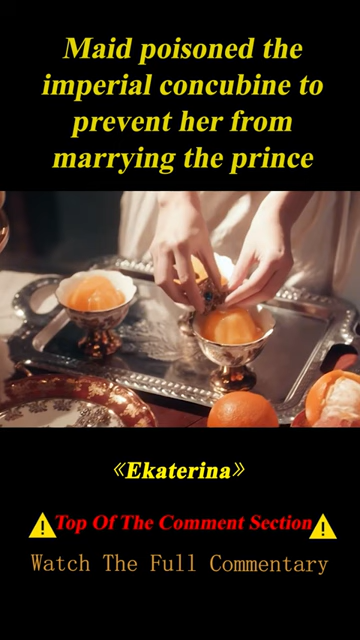 Maid poisoned the
imperial concubine to
prevent her from
marrying the prince
《Ekaterina》
Top Of The Comment Section
Watch The Full Commentary